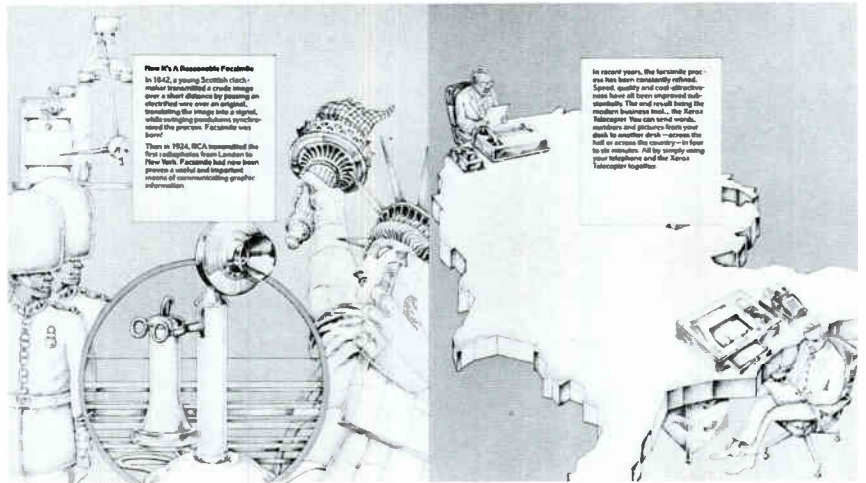 Now It's A Reasonable Facsimile
In 1842, a young Scottish clock-
maker transmitted a crude image
over a short distance by passing an
electrified wire over an original,
translating the image into a signal,
while swinging pendulums synchro-
nized the process. Facsimile was
born!
Then in 1924, RCA transmitted the
first radiophotos from London to
New York. Facsimile had now been
proven a useful and important
means of communicating graphic
information
In recent years, the facsimile proc-
ess has been constantly refined.
Speed, quality and cost-attractive-
ness have all been improved sub-
stantially. The end result being the
modern business tool... the Xerox
Telecopier You can send words,
numbers and pictures from your
desk to another desk—across the
hall or across the country—in four
to six minutes. All by simply using
your telephone and the Xerox
Telecopier together.